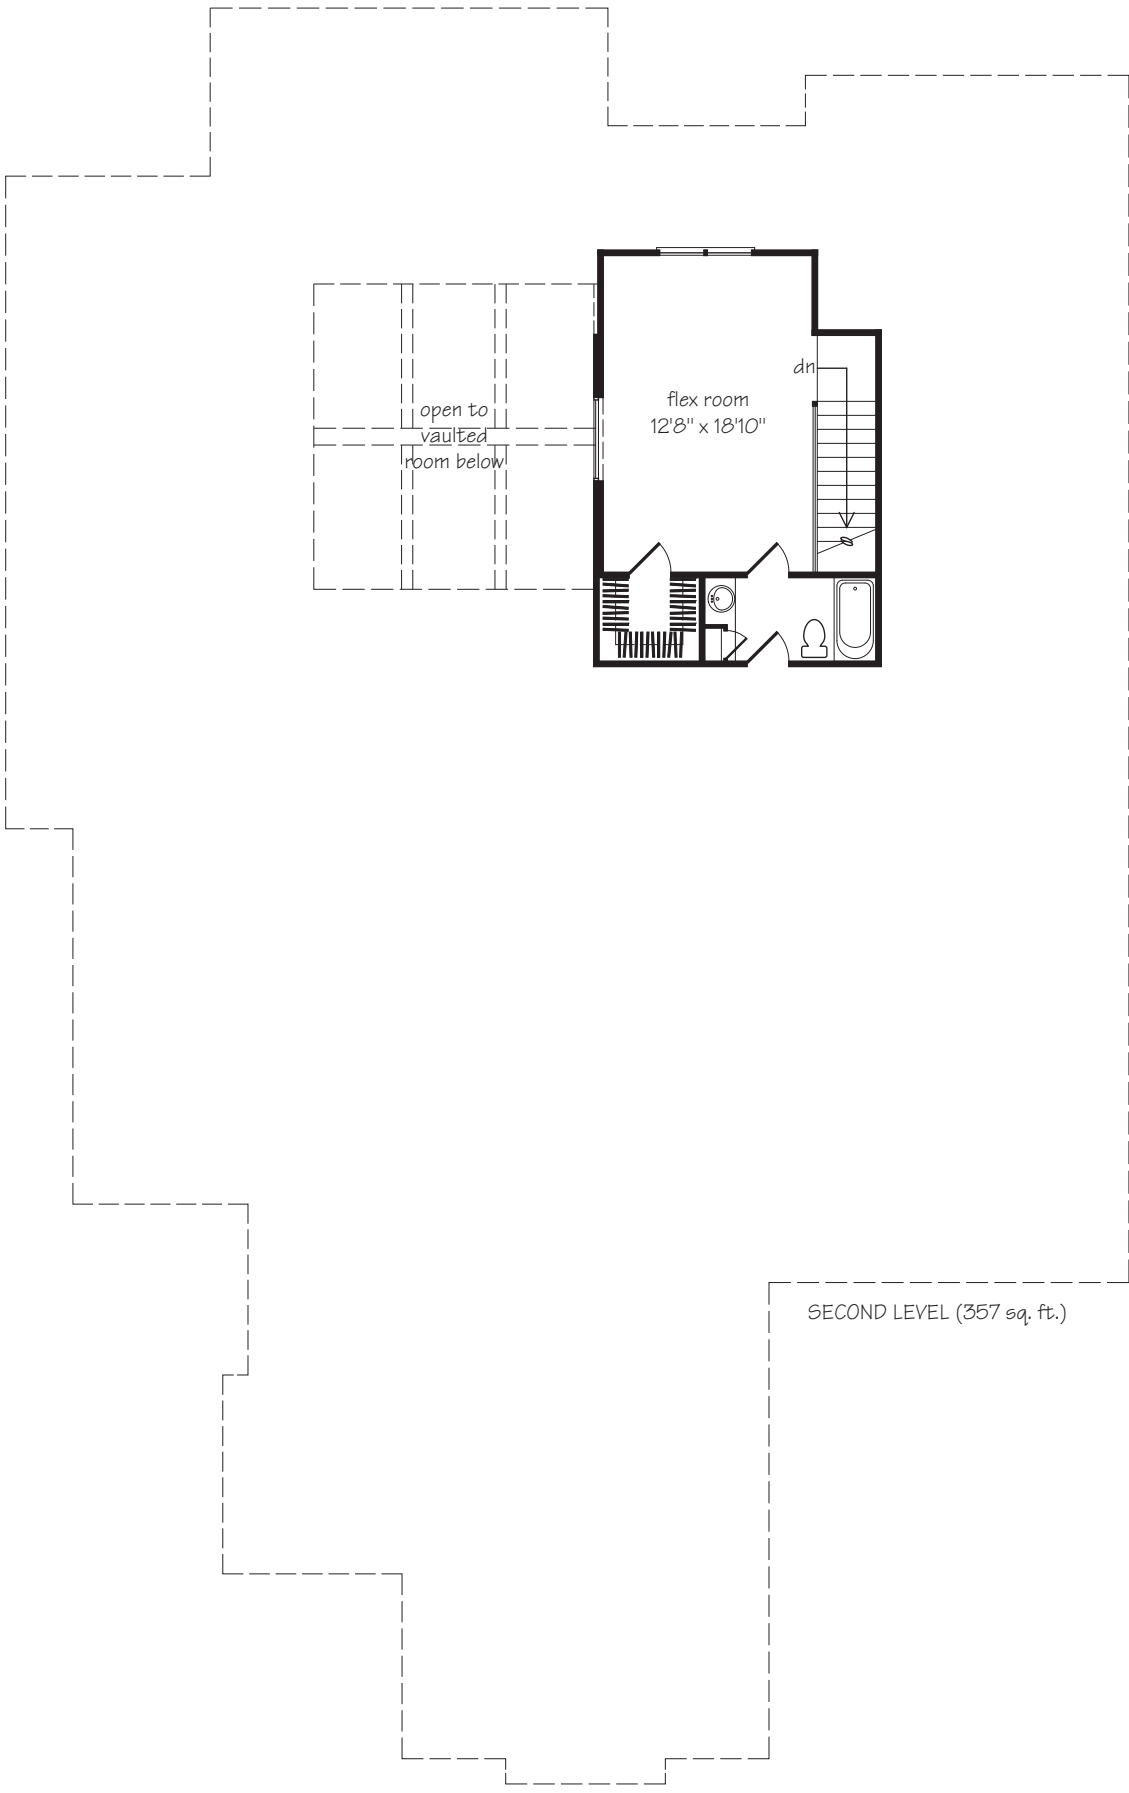 dn
flex room
12'8" x 18'10"
open to
vaulted
room below
SECOND LEVEL (357 sq. ft.)